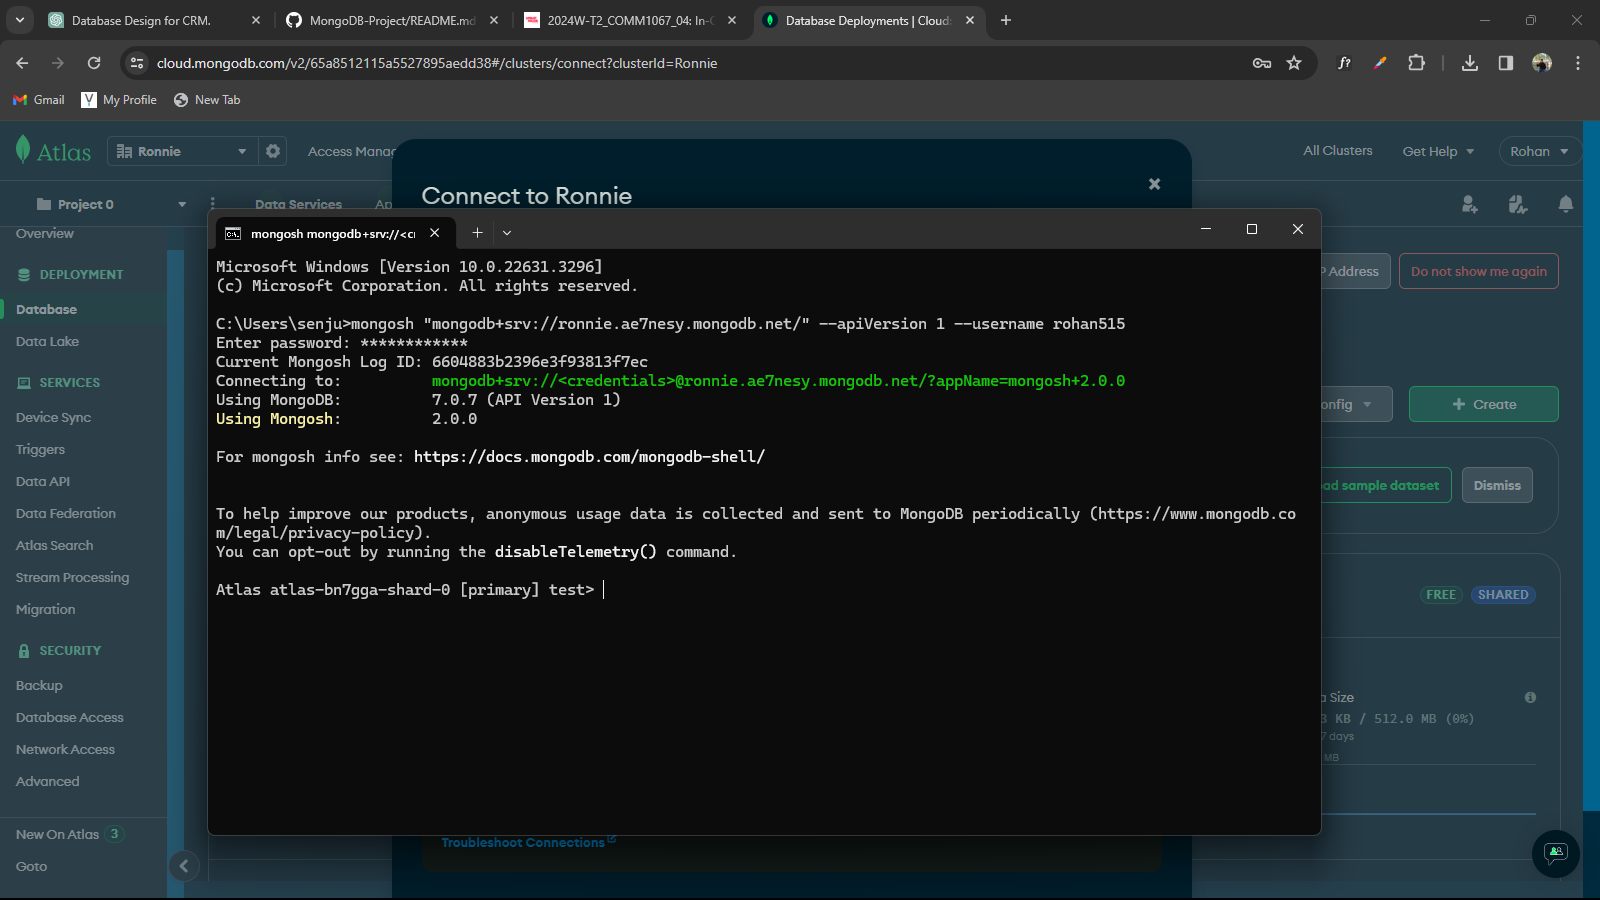 Database Design for CRM.
MongoDB-Project/README.md
2024W-T2_COMM1067_04: In-C
Database Deployments | Cloud:
cloud.mongodb.com/v2/65a8512115a5527895aedd38#/clusters/connect?clusterId=Ronnie
Gmail
My Profile
New Tab
Atlas
Ronnie
Access Manag
All Clusters
Get Help
Rohan
Connect to Ronnie
Project 0
Data Services
Ap
Overview
DEPLOYMENT
Database
Data Lake
SERVICES
Device Sync
Triggers
Data API
Data Federation
Atlas Search
Stream Processing
Migration
SECURITY
Backup
Database Access
Network Access
Advanced
New On Atlas 3
Goto
mongosh mongodb+srv://<cr
Microsoft Windows [Version 10.0.22631.3296]
(c) Microsoft Corporation. All rights reserved.
C:\Users\senju>mongosh "mongodb+srv://ronnie.ae7nesy.mongodb.net/" --apiVersion 1 --username rohan515
Enter password: ************
Current Mongosh Log ID: 6604883b2396e3f93813f7ec
Connecting to: mongodb+srv://<credentials>@ronnie.ae7nesy.mongodb.net/?appName=mongosh+2.0.0
Using MongoDB: 7.0.7 (API Version 1)
Using Mongosh: 2.0.0
For mongosh info see: https://docs.mongodb.com/mongodb-shell/
To help improve our products, anonymous usage data is collected and sent to MongoDB periodically (https://www.mongodb.co
m/legal/privacy-policy).
You can opt-out by running the disableTelemetry() command.
Atlas atlas-bn7gga-shard-0 [primary] test>
P Address
Do not show me again
onfig
+ Create
ad sample dataset
Dismiss
FREE
SHARED
a Size
3 KB / 512.0 MB (0%)
7 days
MB
Troubleshoot Connections